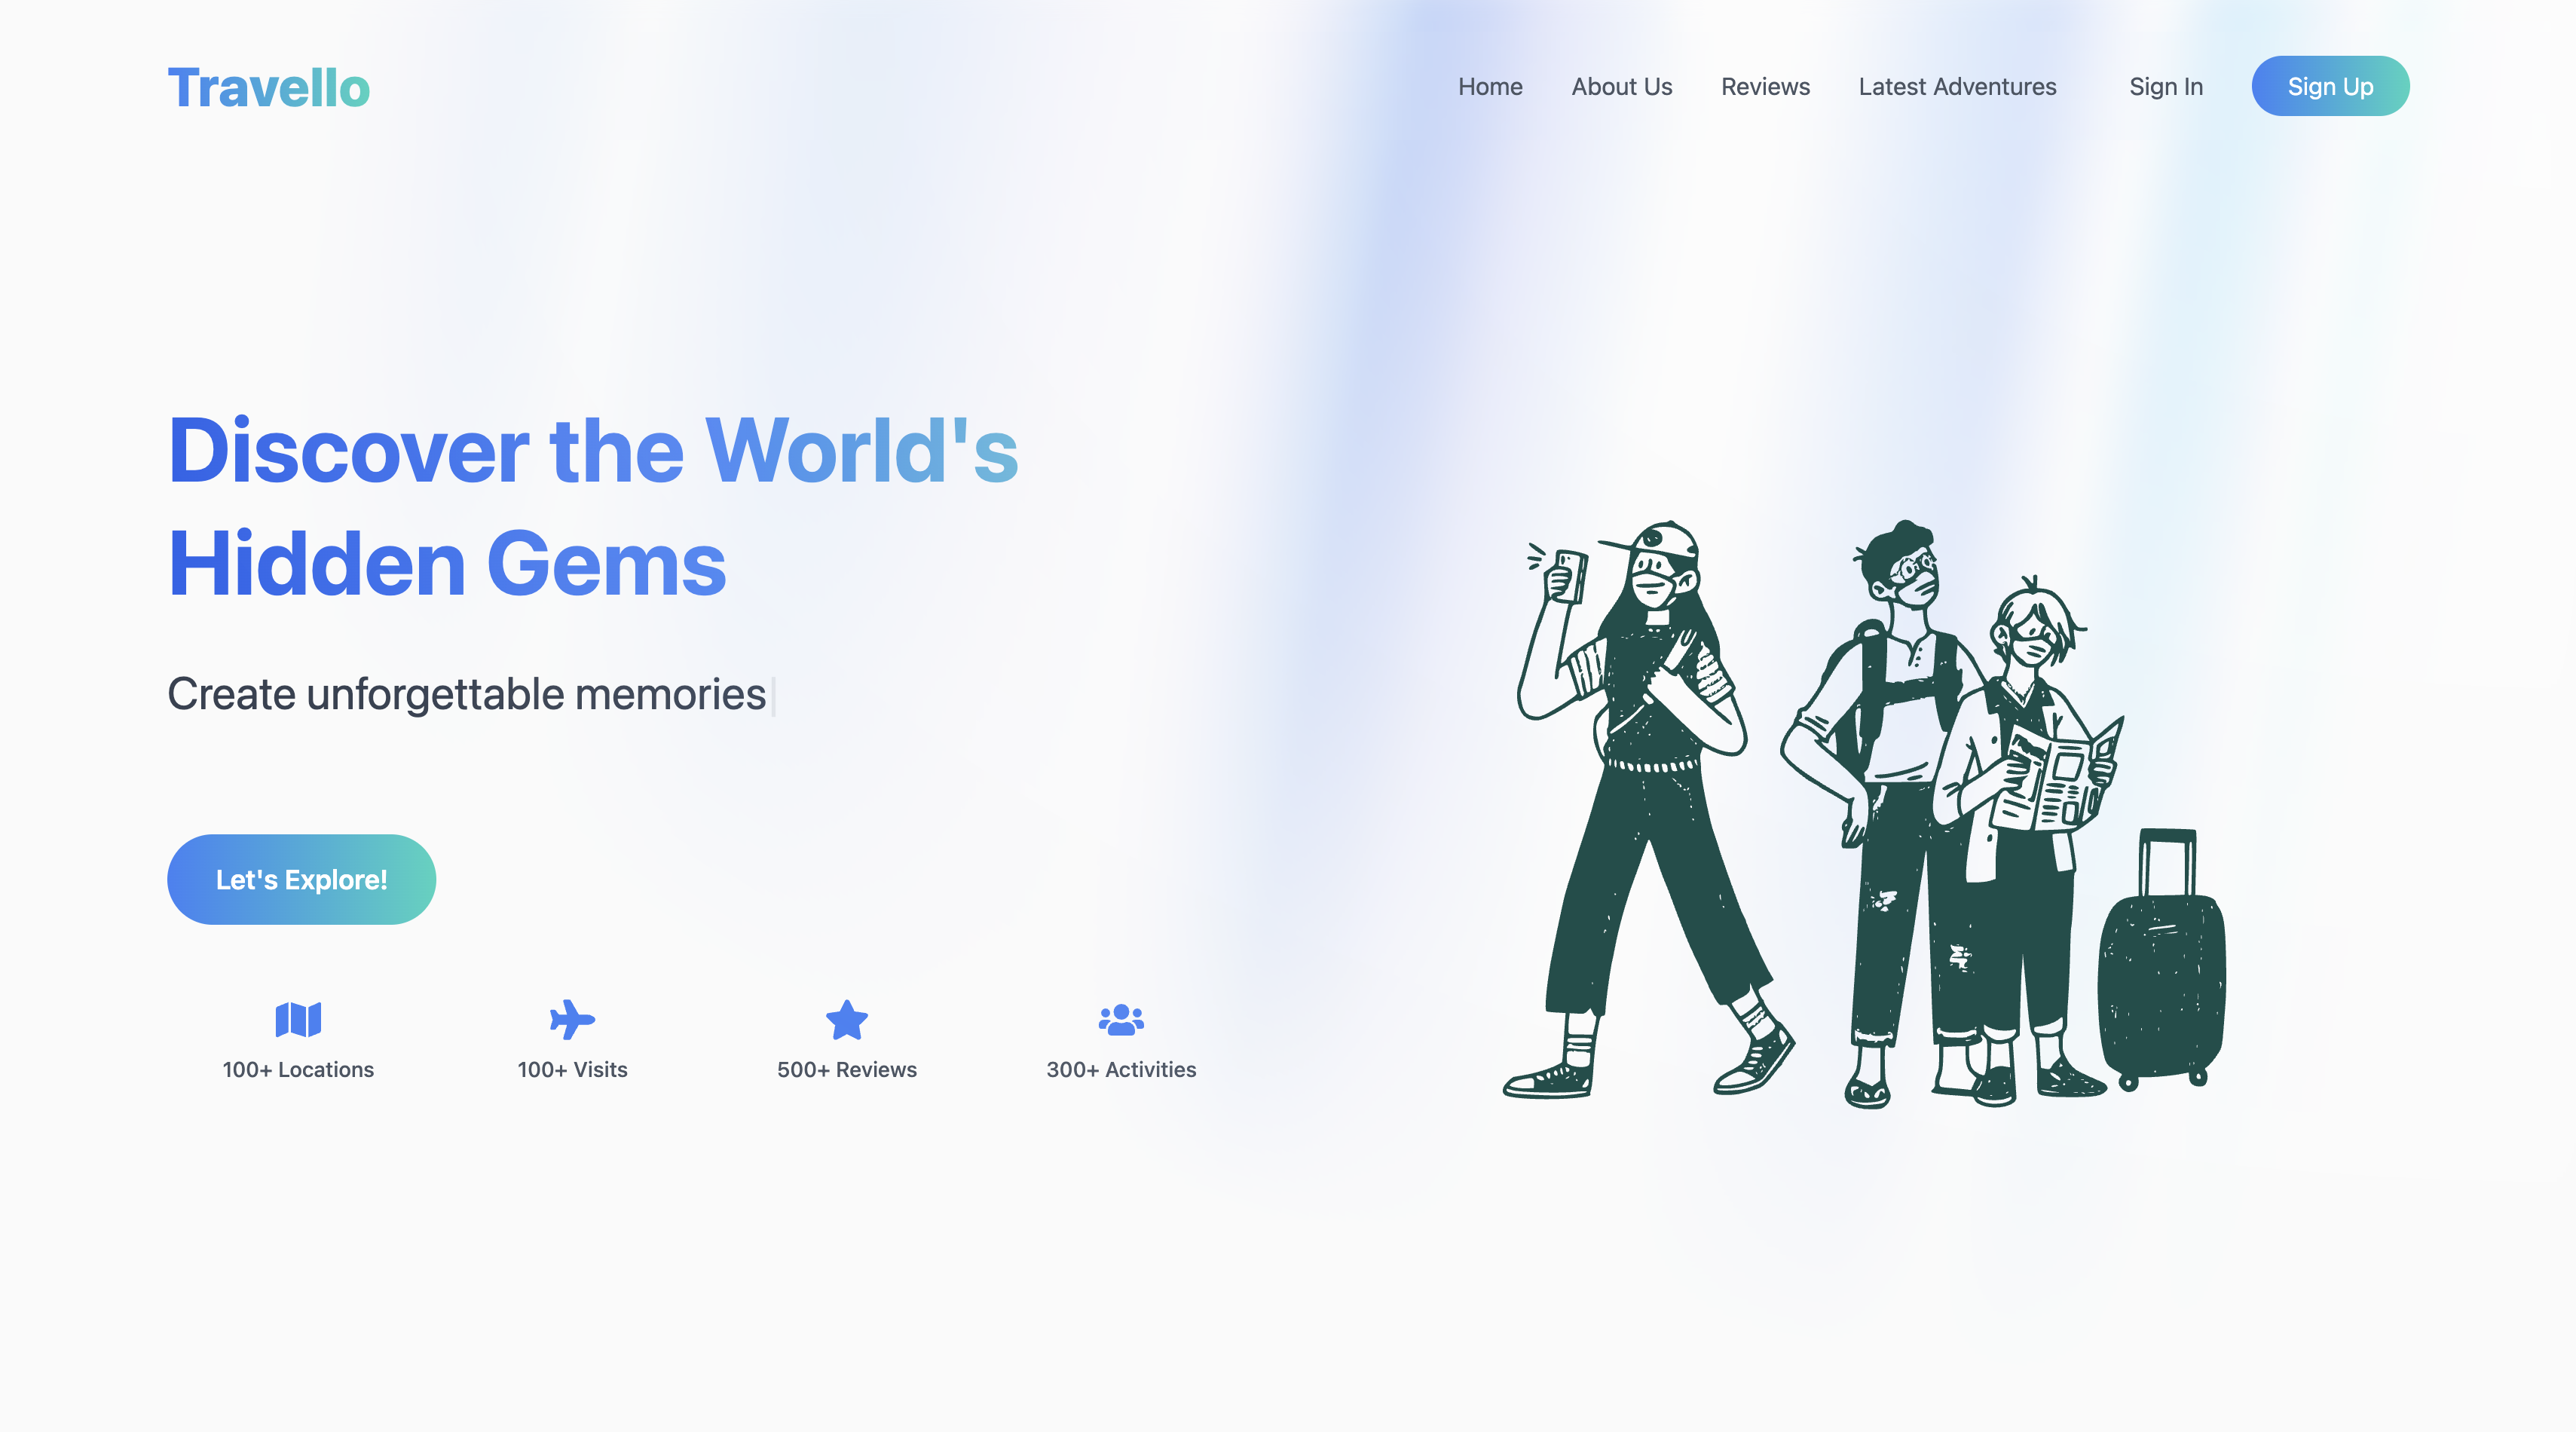 Travello
Home
About Us
Reviews
Latest Adventures
Sign In
Sign Up
Discover the World's
Hidden Gems
Create unforgettable memories
Let's Explore!
100+ Locations
100+ Visits
500+ Reviews
300+ Activities